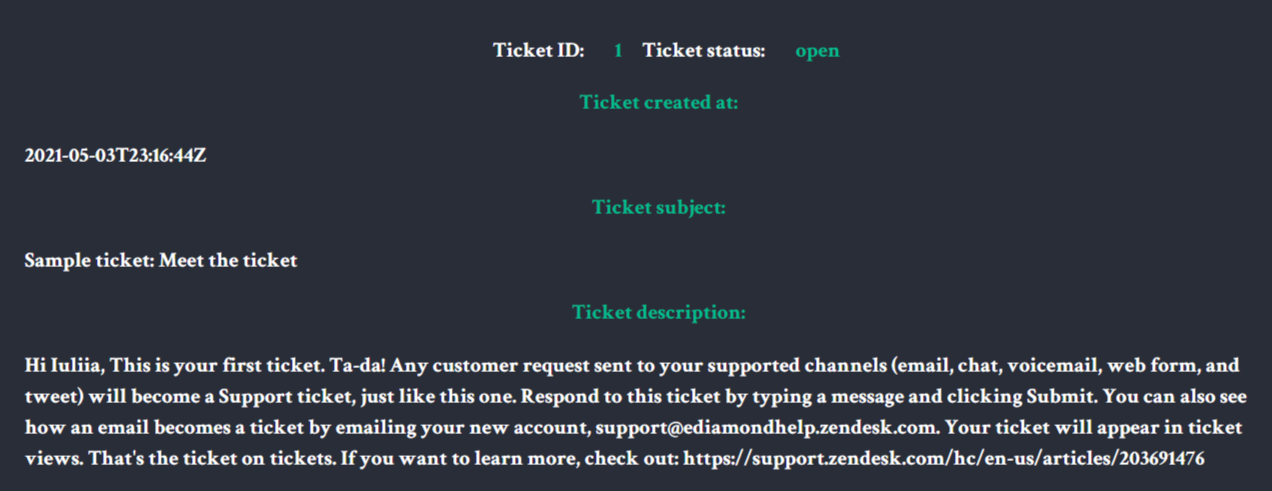 Ticket ID: 1 Ticket status: open
Ticket created at:
2021-05-03T23:16:44Z
Ticket subject:
Sample ticket: Meet the ticket
Ticket description:
Hi Iuliia, This is your first ticket. Ta-da! Any customer request sent to your supported channels (email, chat, voicemail, web form, and
tweet) will become a Support ticket, just like this one. Respond to this ticket by typing a message and clicking Submit. You can also see
how an email becomes a ticket by emailing your new account, support@ediamondhelp.zendesk.com. Your ticket will appear in ticket
views. That's the ticket on tickets. If you want to learn more, check out: https://support.zendesk.com/hc/en-us/articles/203691476